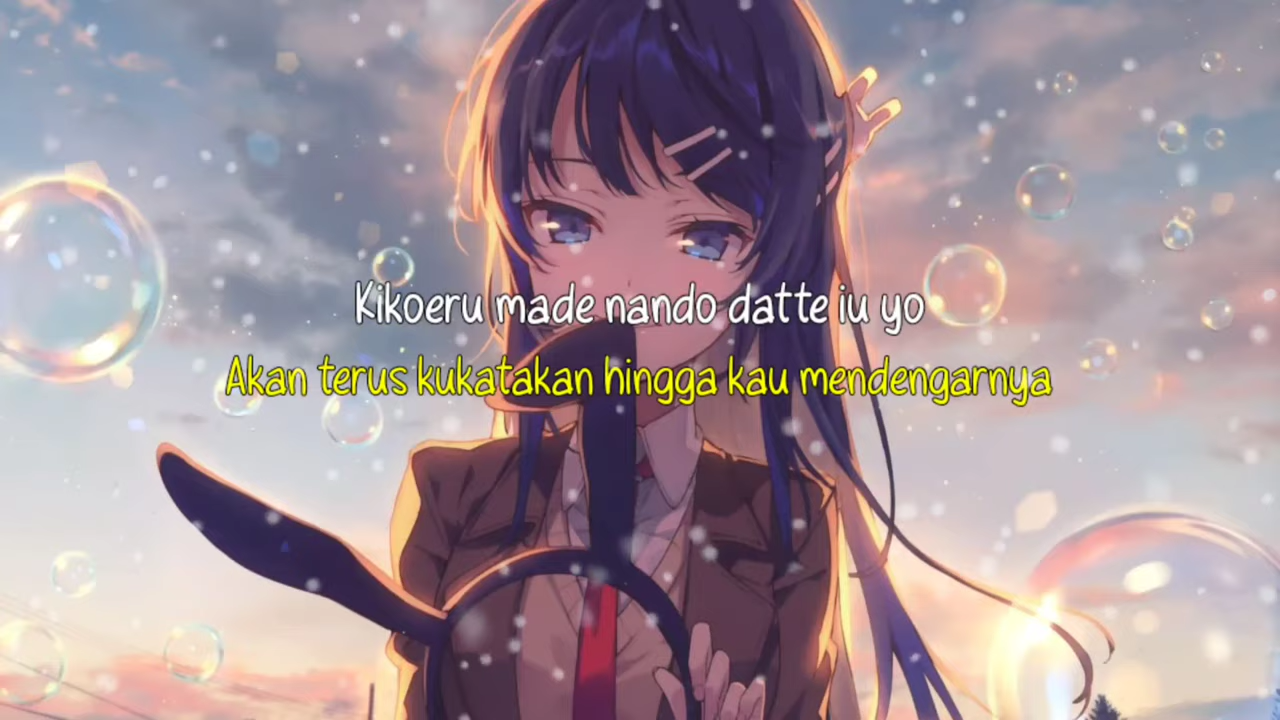 Kikoeru made nando datte iu yo
Akan terus kukatakan hingga kau mendengarnya